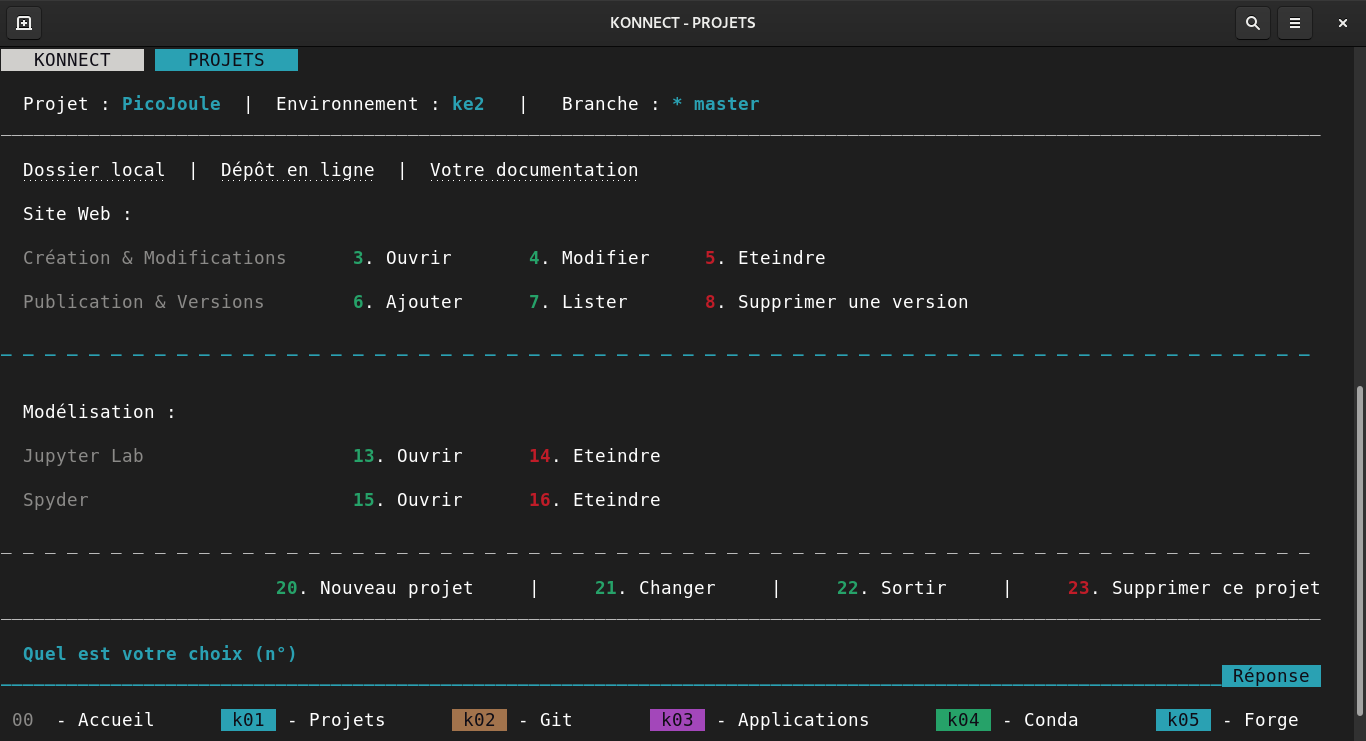 KONNECT - PROJETS
KONNECT PROJETS
Projet : PicoJoule | Environnement : ke2 | Branche : * master
Dossier local | Dépôt en ligne | Votre documentation
Site Web :
Création & Modifications 3. Ouvrir 4. Modifier 5. Eteindre
Publication & Versions 6. Ajouter 7. Lister 8. Supprimer une version
Modélisation :
Jupyter Lab 13. Ouvrir 14. Eteindre
Spyder 15. Ouvrir 16. Eteindre
20. Nouveau projet | 21. Changer | 22. Sortir | 23. Supprimer ce projet
Quel est votre choix (n°)
Réponse
00 - Accueil k01 - Projets k02 - Git k03 - Applications k04 - Conda k05 - Forge